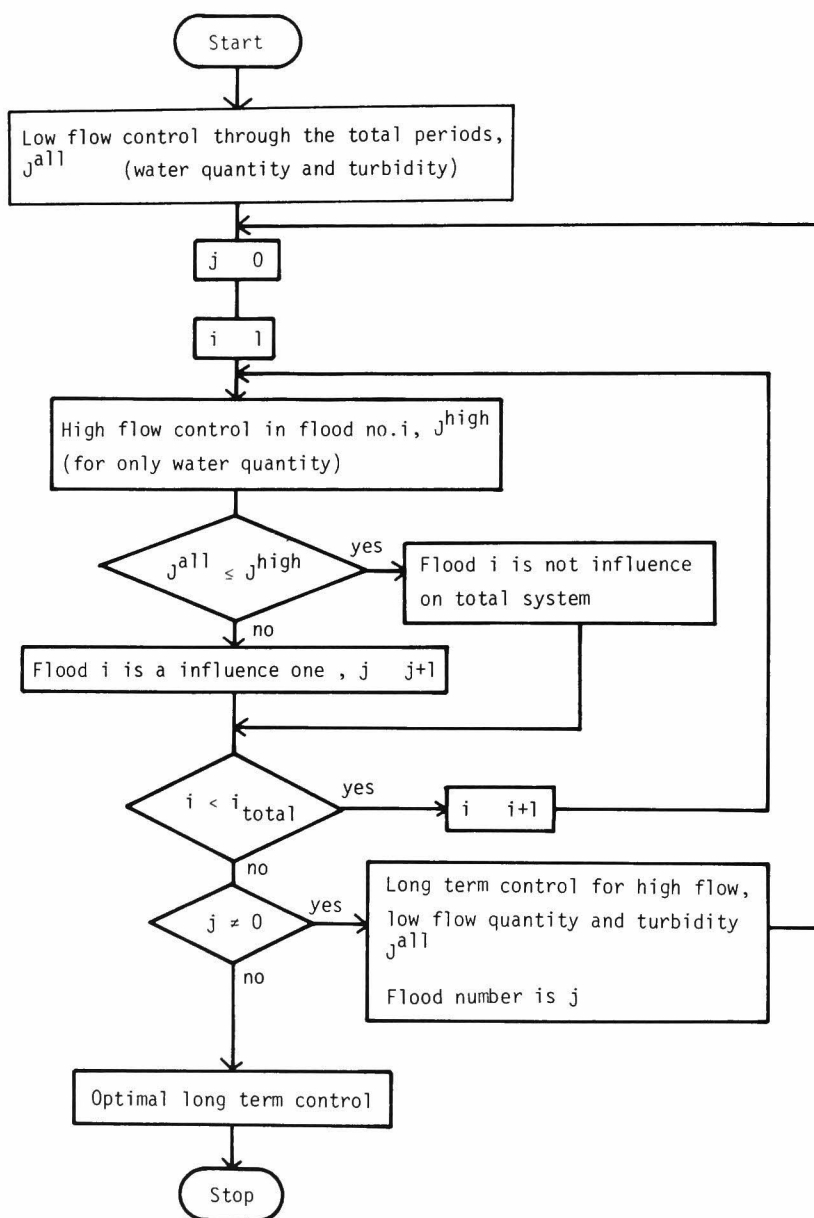 Start
Low flow control through the total periods,
J^all (water quantity and turbidity)
j 0
i 1
High flow control in flood no.i, J^high
(for only water quantity)
J^all ≤ J^high
yes
Flood i is not influence
on total system
no
Flood i is a influence one , j j+1
i < i_total
yes
i i+1
no
j ≠ 0
yes
Long term control for high flow,
low flow quantity and turbidity
J^all
Flood number is j
no
Optimal long term control
Stop